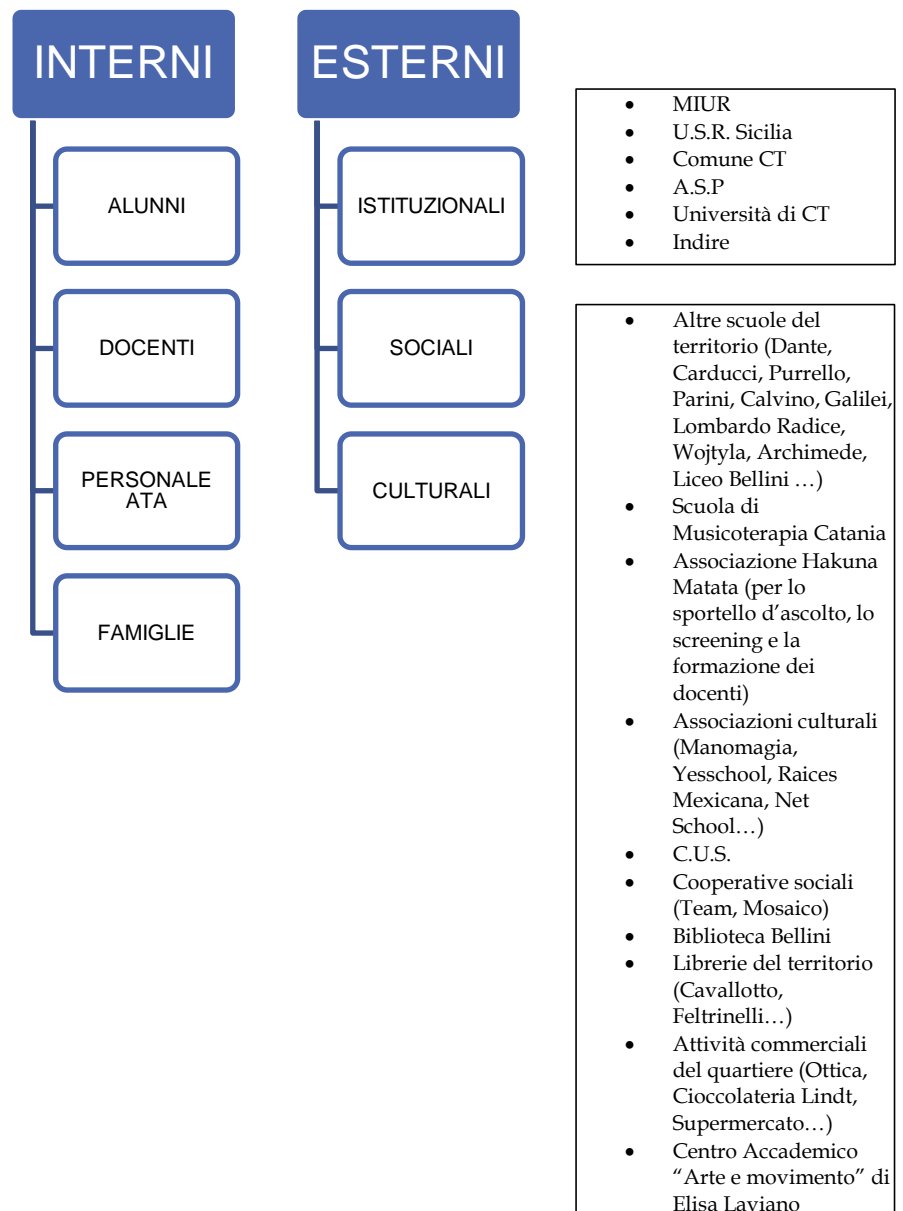 INTERNI
ALUNNI
DOCENTI
PERSONALE
ATA
FAMIGLIE
ESTERNI
ISTITUZIONALI
SOCIALI
CULTURALI
• MIUR
• U.S.R. Sicilia
• Comune CT
• A.S.P
• Università di CT
• Indire
• Altre scuole del
territorio (Dante,
Carducci, Purrello,
Parini, Calvino, Galilei,
Lombardo Radice,
Wojtyla, Archimede,
Liceo Bellini …)
• Scuola di
Musicoterapia Catania
• Associazione Hakuna
Matata (per lo
sportello d’ascolto, lo
screening e la
formazione dei
docenti)
• Associazioni culturali
(Manomagia,
Yesschool, Raices
Mexicana, Net
School…)
• C.U.S.
• Cooperative sociali
(Team, Mosaico)
• Biblioteca Bellini
• Librerie del territorio
(Cavallotto,
Feltrinelli…)
• Attività commerciali
del quartiere (Ottica,
Cioccolateria Lindt,
Supermercato…)
• Centro Accademico
“Arte e movimento” di
Elisa Laviano